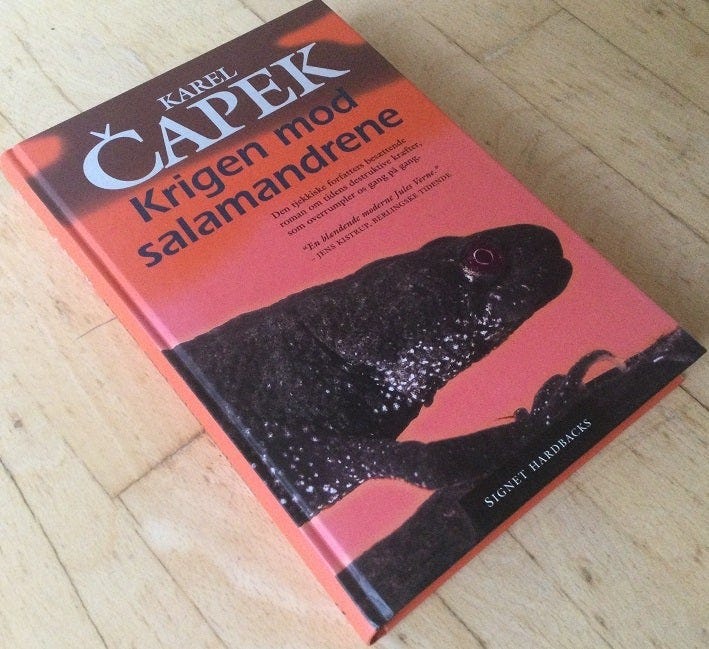 KAREL
ČAPEK
Krigen mod
salamandrene
Den tjekkiske forfatters besættende
roman om tidens destruktive kræfter,
som overrumpler os gang på gang.
"En blændende moderne Jules Verne."
– JENS KISTRUP, BERLINGSKE TIDENDE
SIGNET HARDBACKS